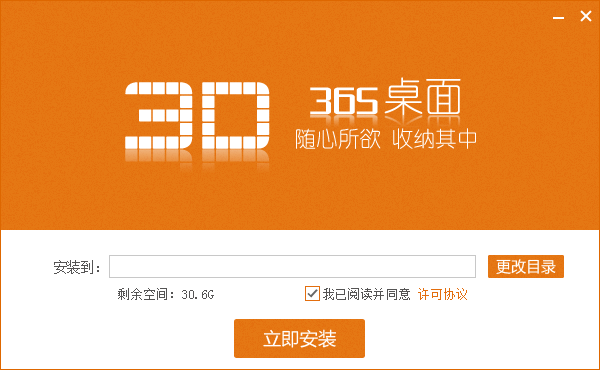 3D
365桌面
随心所欲 收纳其中
安装到：
更改目录
剩余空间：30.6G
我已阅读并同意 许可协议
立即安装